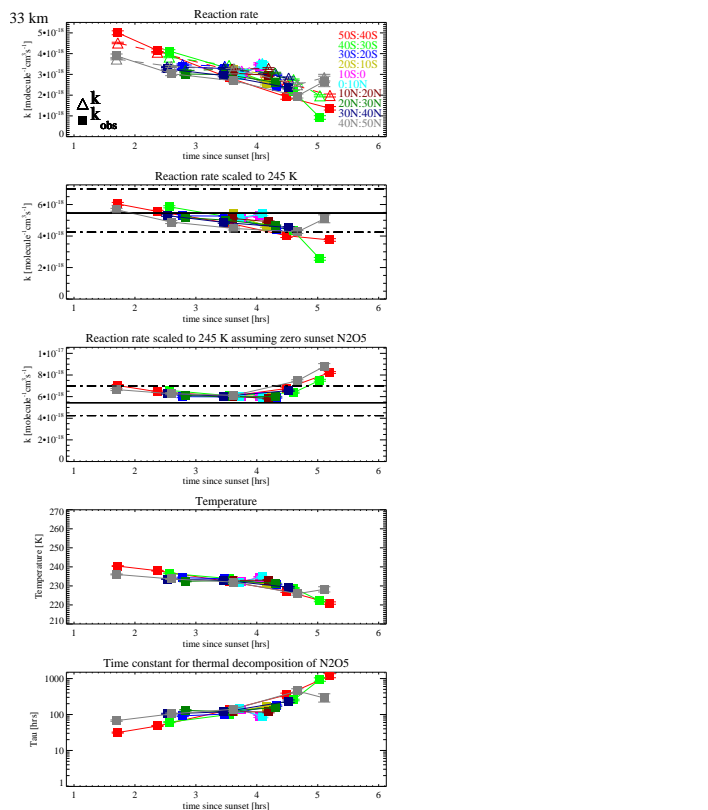 33 km
Reaction rate
k [molecule⁻¹cm³s⁻¹]
5•10⁻¹⁸
4•10⁻¹⁸
3•10⁻¹⁸
2•10⁻¹⁸
1•10⁻¹⁸
0
50S:40S
40S:30S
30S:20S
20S:10S
10S:0
0:10N
10N:20N
20N:30N
30N:40N
40N:50N
k
k obs
1 2 3 4 5 6
time since sunset [hrs]
Reaction rate scaled to 245 K
k [molecule⁻¹cm³s⁻¹]
6•10⁻¹⁸
4•10⁻¹⁸
2•10⁻¹⁸
0
1 2 3 4 5 6
time since sunset [hrs]
Reaction rate scaled to 245 K assuming zero sunset N2O5
k [molecule⁻¹cm³s⁻¹]
1•10⁻¹⁷
8•10⁻¹⁸
6•10⁻¹⁸
4•10⁻¹⁸
2•10⁻¹⁸
0
1 2 3 4 5 6
time since sunset [hrs]
Temperature
Temperature [K]
270
260
250
240
230
220
210
1 2 3 4 5 6
time since sunset [hrs]
Time constant for thermal decomposition of N2O5
Tau [hrs]
1000
100
10
1
1 2 3 4 5 6
time since sunset [hrs]